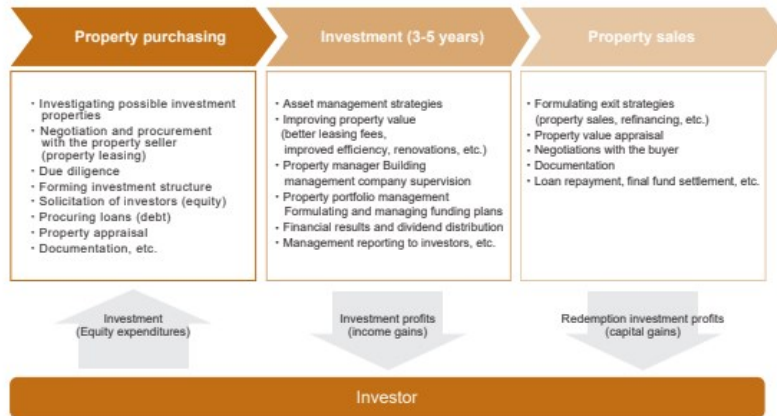 Property purchasing
Investment (3-5 years)
Property sales
・Investigating possible investment
properties
・Negotiation and procurement
with the property seller
(property leasing)
・Due diligence
・Forming investment structure
・Solicitation of investors (equity)
・Procuring loans (debt)
・Property appraisal
・Documentation, etc.
・Asset management strategies
・Improving property value
(better leasing fees,
improved efficiency, renovations, etc.)
・Property manager Building
management company supervision
・Property portfolio management
Formulating and managing funding plans
・Financial results and dividend distribution
・Management reporting to investors, etc.
・Formulating exit strategies
(property sales, refinancing, etc.)
・Property value appraisal
・Negotiations with the buyer
・Documentation
・Loan repayment, final fund settlement, etc.
Investment
(Equity expenditures)
Investment profits
(income gains)
Redemption investment profits
(capital gains)
Investor